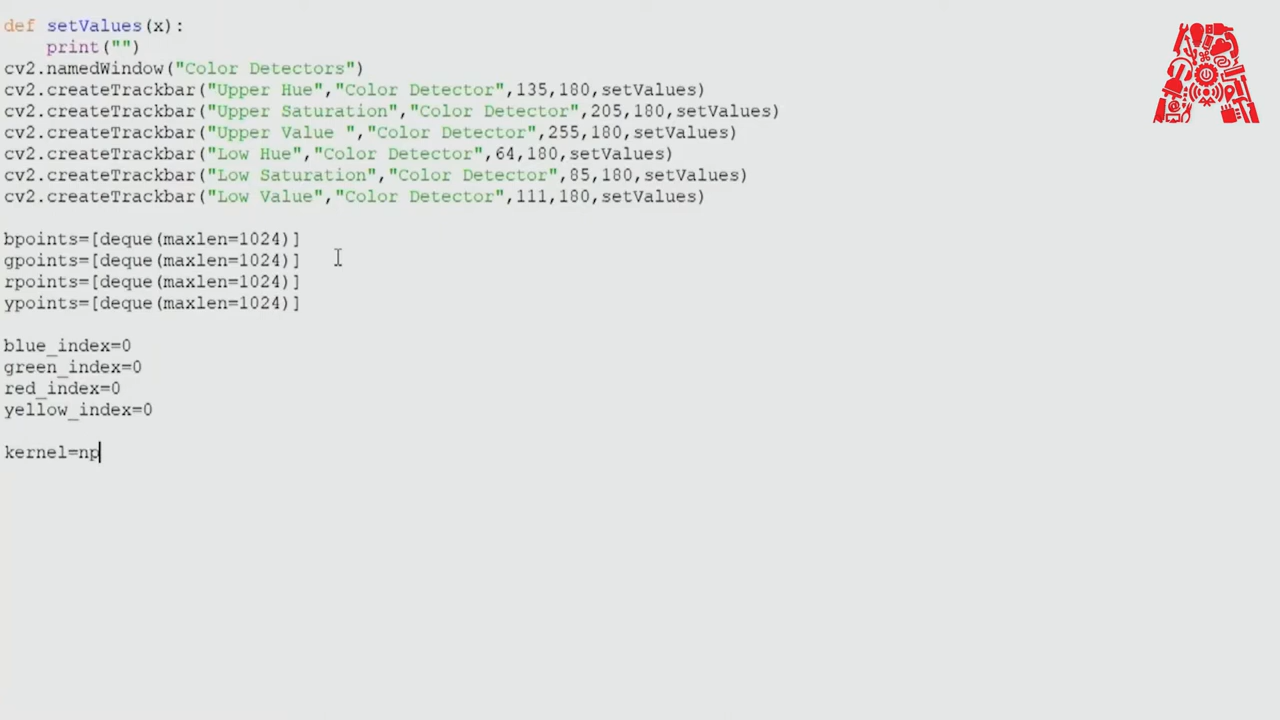 def setValues(x):
    print("")
cv2.namedWindow("Color Detectors")
cv2.createTrackbar("Upper Hue","Color Detector",135,180,setValues)
cv2.createTrackbar("Upper Saturation","Color Detector",205,180,setValues)
cv2.createTrackbar("Upper Value ","Color Detector",255,180,setValues)
cv2.createTrackbar("Low Hue","Color Detector",64,180,setValues)
cv2.createTrackbar("Low Saturation","Color Detector",85,180,setValues)
cv2.createTrackbar("Low Value","Color Detector",111,180,setValues)
bpoints=[deque(maxlen=1024)]
gpoints=[deque(maxlen=1024)]
rpoints=[deque(maxlen=1024)]
ypoints=[deque(maxlen=1024)]
blue_index=0
green_index=0
red_index=0
yellow_index=0
kernel=np